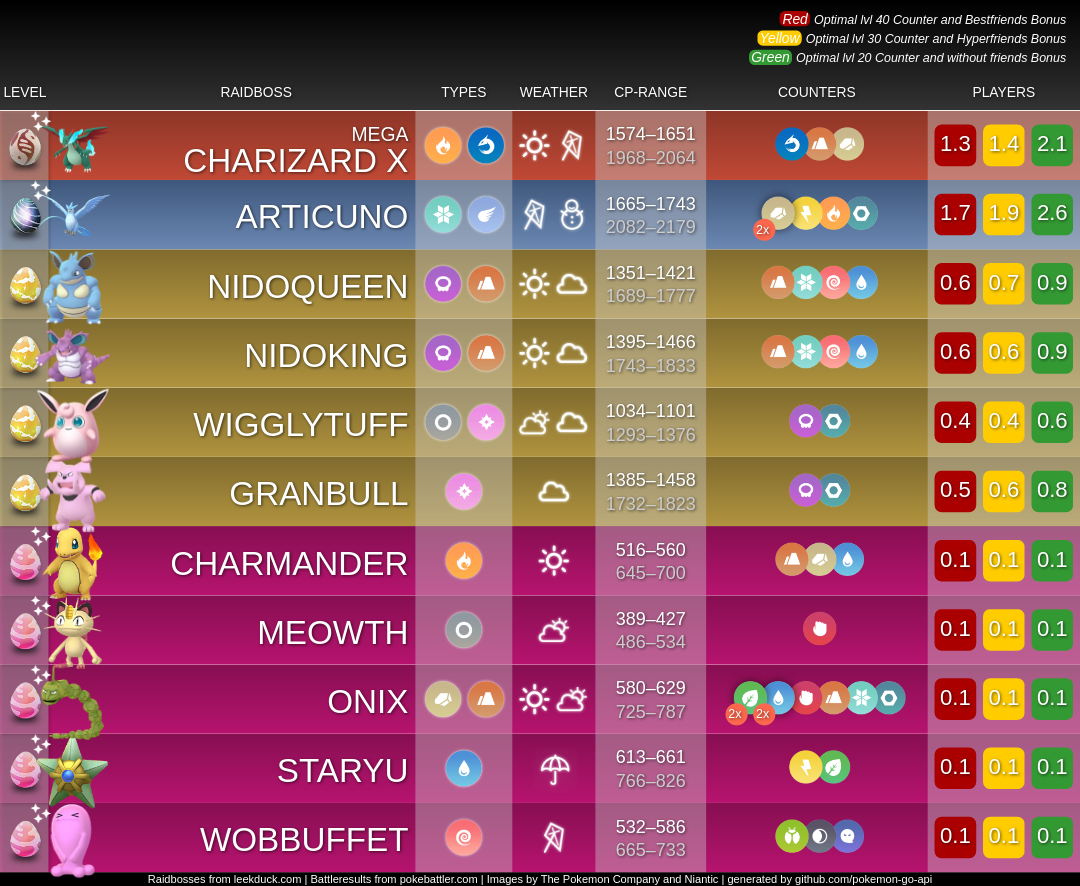 Red Optimal lvl 40 Counter and Bestfriends Bonus
Yellow Optimal lvl 30 Counter and Hyperfriends Bonus
Green Optimal lvl 20 Counter and without friends Bonus
LEVEL RAIDBOSS TYPES WEATHER CP-RANGE COUNTERS PLAYERS
MEGA
CHARIZARD X
1574–1651
1968–2064
1.3 1.4 2.1
ARTICUNO
1665–1743
2082–2179
2x
1.7 1.9 2.6
NIDOQUEEN
1351–1421
1689–1777
0.6 0.7 0.9
NIDOKING
1395–1466
1743–1833
0.6 0.6 0.9
WIGGLYTUFF
1034–1101
1293–1376
0.4 0.4 0.6
GRANBULL
1385–1458
1732–1823
0.5 0.6 0.8
CHARMANDER
516–560
645–700
0.1 0.1 0.1
MEOWTH
389–427
486–534
0.1 0.1 0.1
ONIX
580–629
725–787
2x 2x
0.1 0.1 0.1
STARYU
613–661
766–826
0.1 0.1 0.1
WOBBUFFET
532–586
665–733
0.1 0.1 0.1
Raidbosses from leekduck.com | Battleresults from pokebattler.com | Images by The Pokemon Company and Niantic | generated by github.com/pokemon-go-api